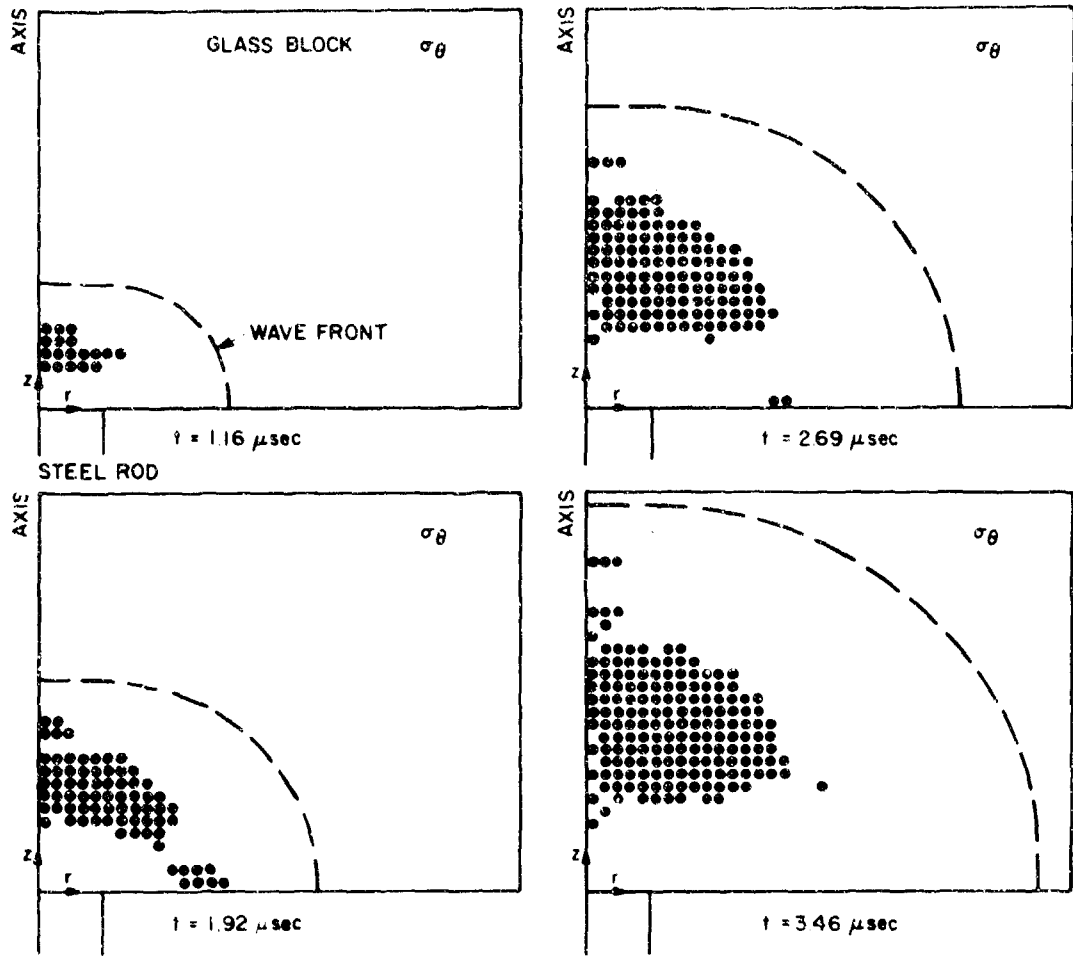 AXIS
GLASS BLOCK
σθ
WAVE FRONT
z
r
t = 1.16 μsec
STEEL ROD
AXIS
σθ
z
r
t = 2.69 μsec
AXIS
σθ
z
r
t = 1.92 μsec
AXIS
σθ
z
r
t = 3.46 μsec